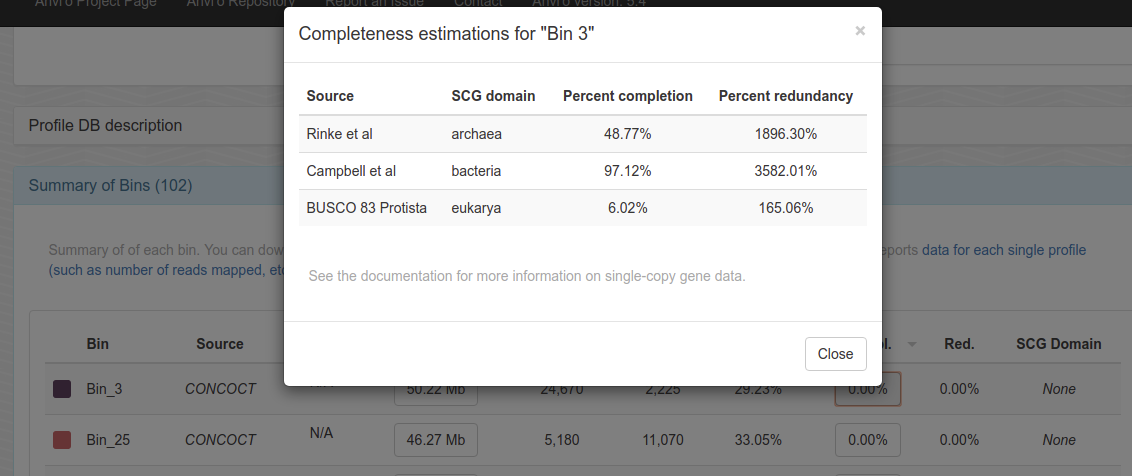 Anvi'o Project Page Anvi'o Repository Report an Issue Contact Anvi'o version: 5.4
Completeness estimations for "Bin 3" ×
Source SCG domain Percent completion Percent redundancy
Rinke et al archaea 48.77% 1896.30%
Campbell et al bacteria 97.12% 3582.01%
BUSCO 83 Protista eukarya 6.02% 165.06%
See the documentation for more information on single-copy gene data.
Close
Profile DB description
Summary of Bins (102)
Summary of of each bin. You can dow eports data for each single profile
(such as number of reads mapped, etc
Bin Source l. Red. SCG Domain
Bin_3 CONCOCT 50.22 Mb 24,670 2,225 29.23% 0.00% 0.00% None
Bin_25 CONCOCT N/A 46.27 Mb 5,180 11,070 33.05% 0.00% 0.00% None